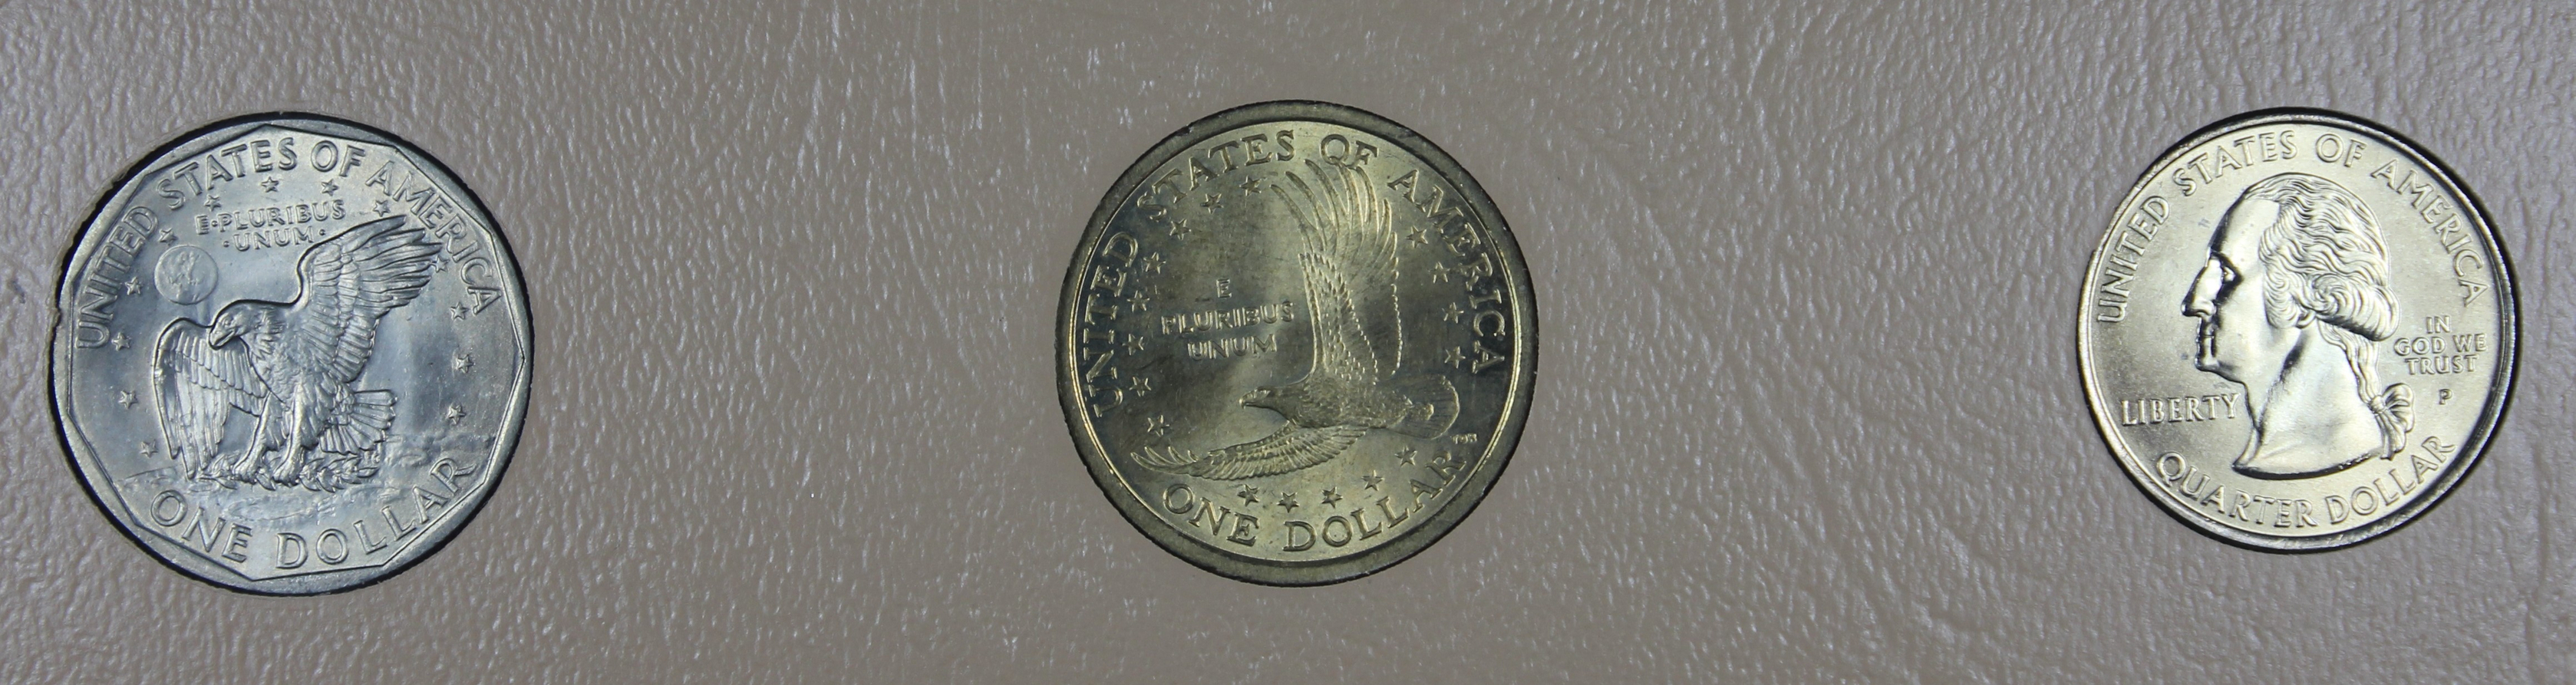 UNITED STATES OF AMERICA
E·PLURIBUS
·UNUM·
ONE DOLLAR
UNITED STATES OF AMERICA
E
PLURIBUS
UNUM
ONE DOLLAR
UNITED STATES OF AMERICA
IN
GOD WE
TRUST
P
LIBERTY
QUARTER DOLLAR